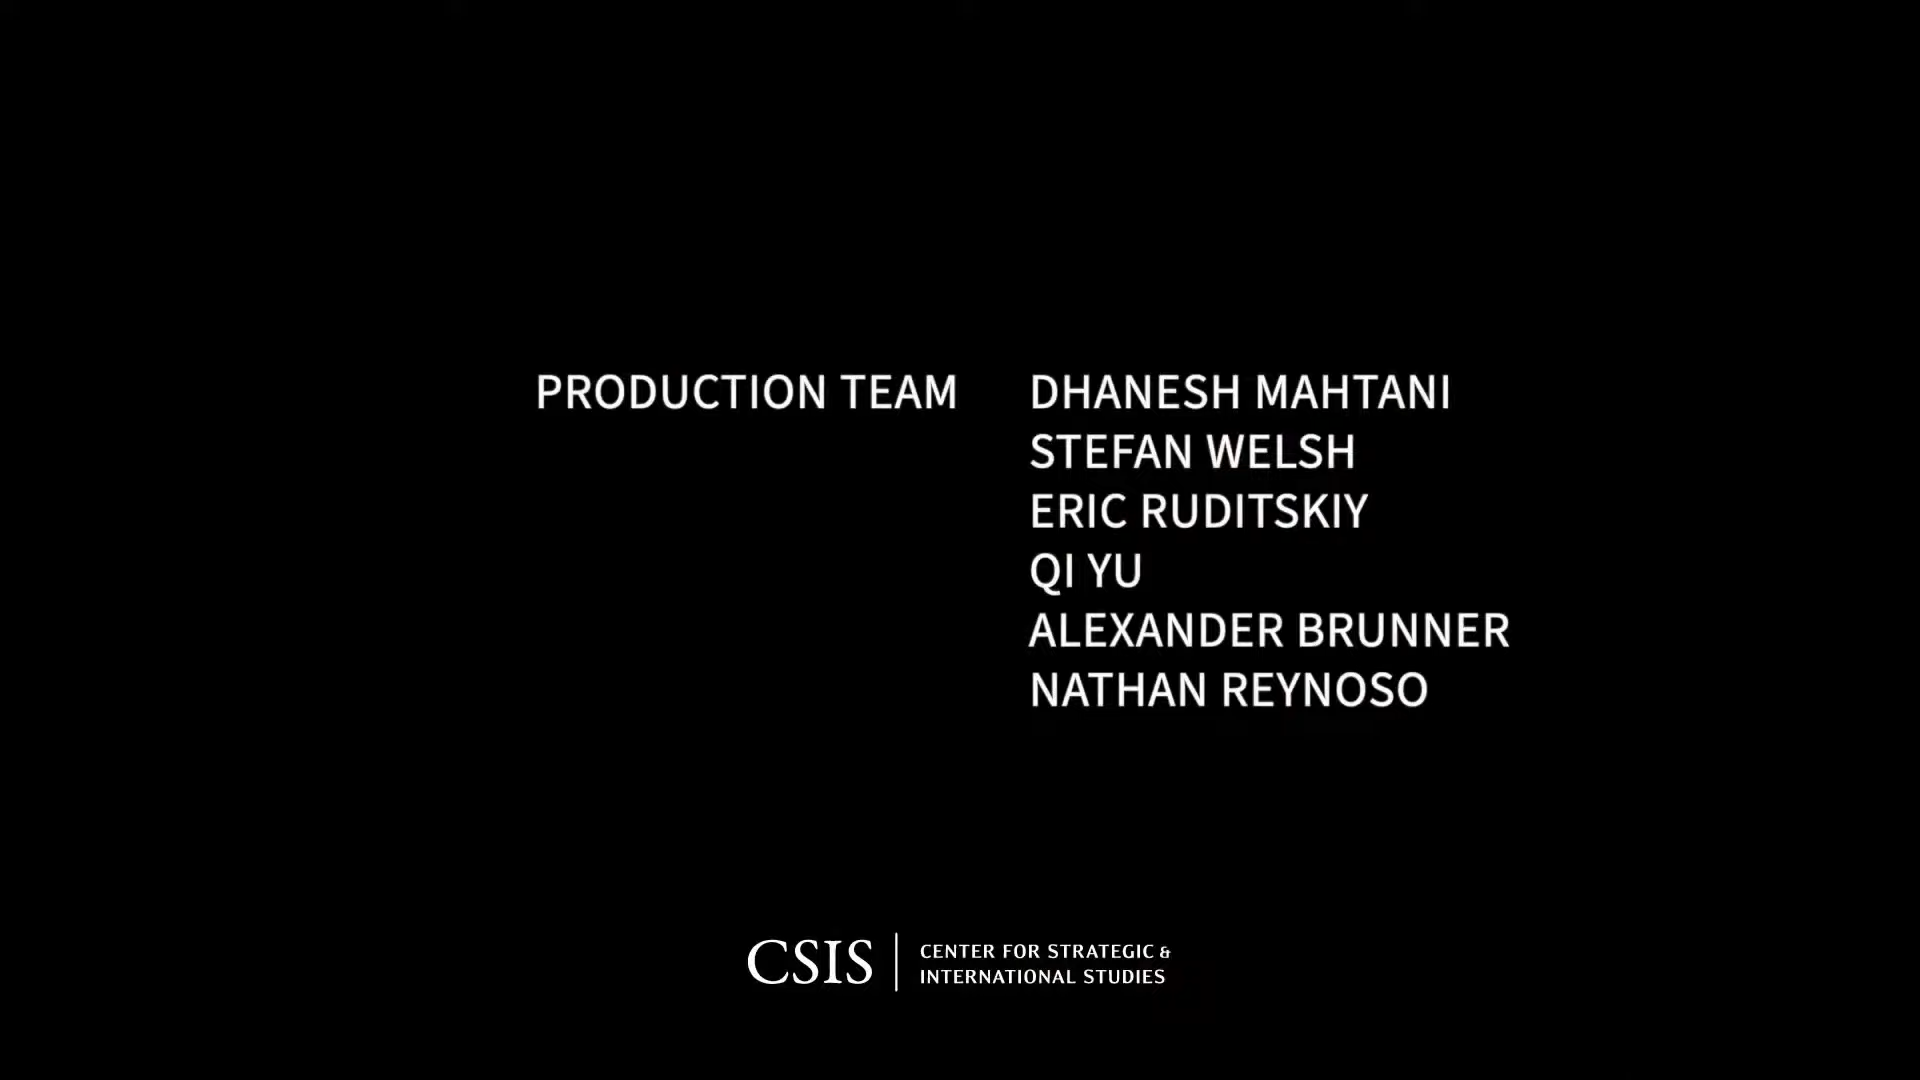 PRODUCTION TEAM DHANESH MAHTANI
STEFAN WELSH
ERIC RUDITSKIY
QI YU
ALEXANDER BRUNNER
NATHAN REYNOSO
CSIS | CENTER FOR STRATEGIC &
INTERNATIONAL STUDIES